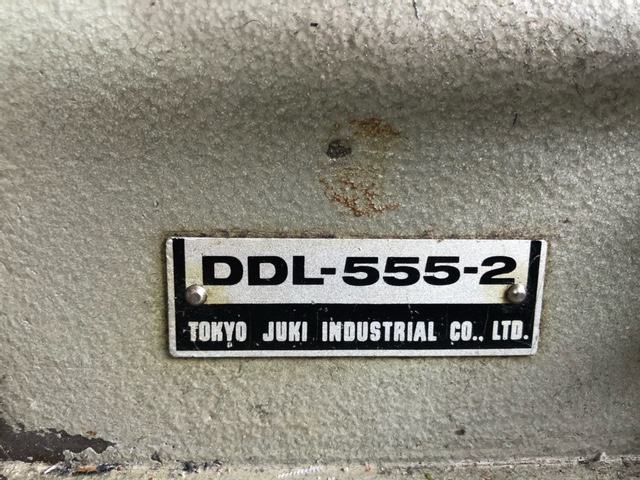 DDL-555-2
TOKYO JUKI INDUSTRIAL CO., LTD.